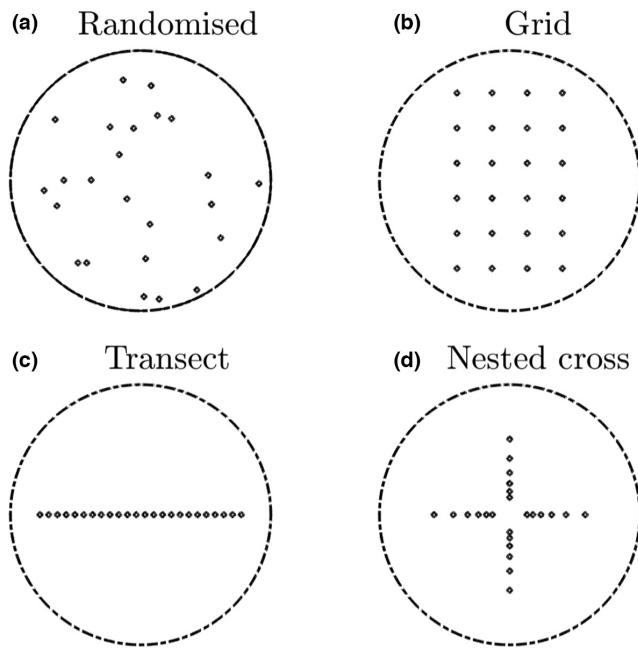 (a) Randomised
(b) Grid
(c) Transect
(d) Nested cross